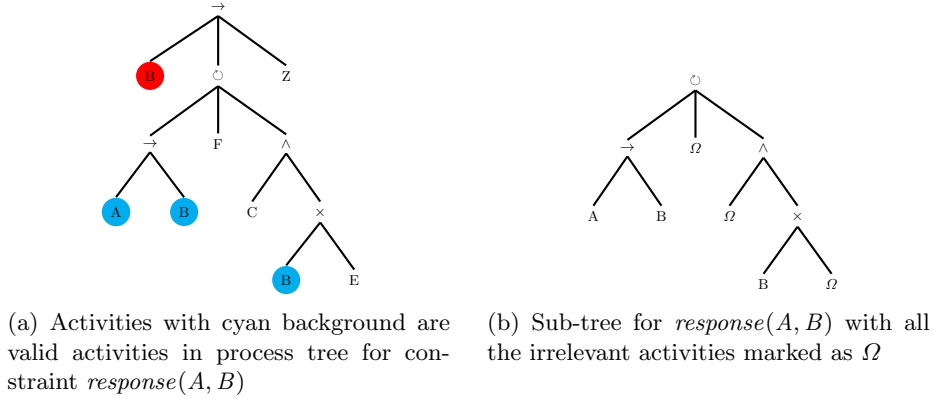 →
B ↻ Z
↻
→ F ∧
→ Ω ∧
A B C ×
A B Ω ×
B E
B Ω
(a) Activities with cyan background are
valid activities in process tree for con-
straint response(A, B)
(b) Sub-tree for response(A, B) with all
the irrelevant activities marked as Ω